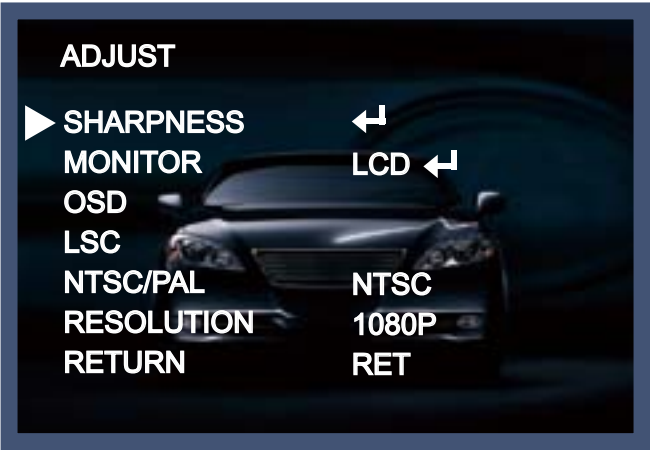 ADJUST
SHARPNESS ↵
MONITOR LCD ↵
OSD
LSC
NTSC/PAL NTSC
RESOLUTION 1080P
RETURN RET